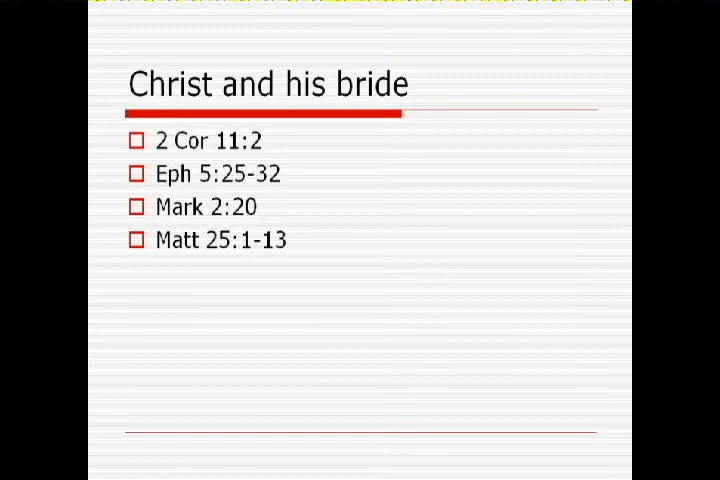 Christ and his bride
2 Cor 11:2
Eph 5:25-32
Mark 2:20
Matt 25:1-13